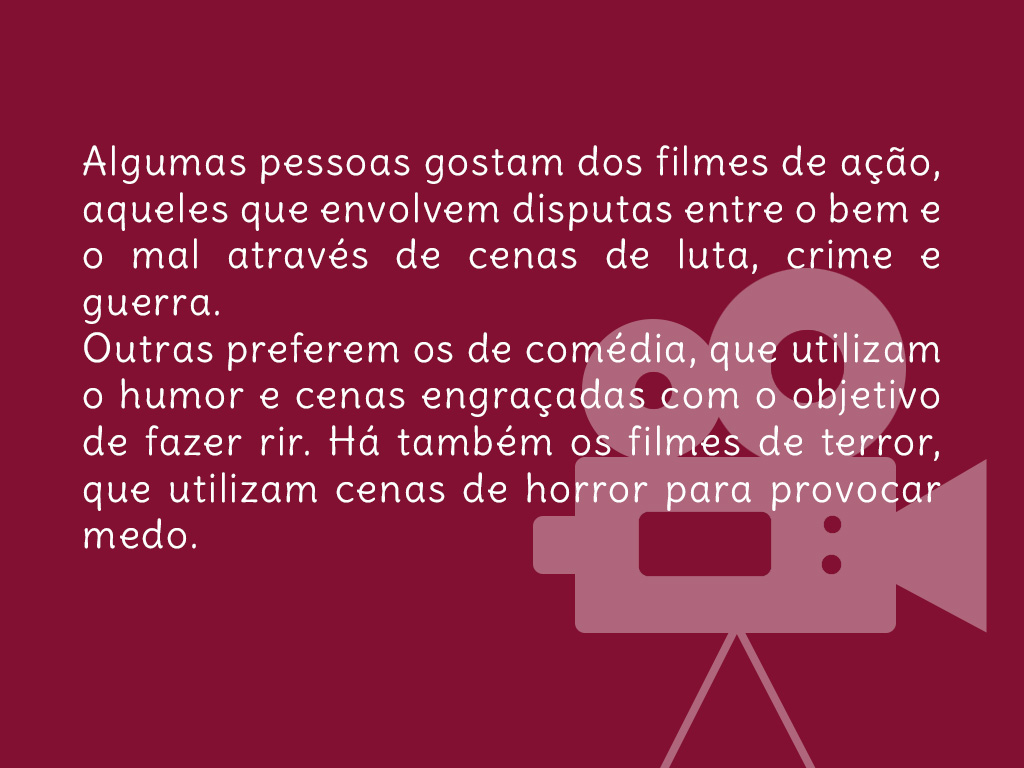 Algumas pessoas gostam dos filmes de ação,
aqueles que envolvem disputas entre o bem e
o mal através de cenas de luta, crime e
guerra.
Outras preferem os de comédia, que utilizam
o humor e cenas engraçadas com o objetivo
de fazer rir. Há também os filmes de terror,
que utilizam cenas de horror para provocar
medo.